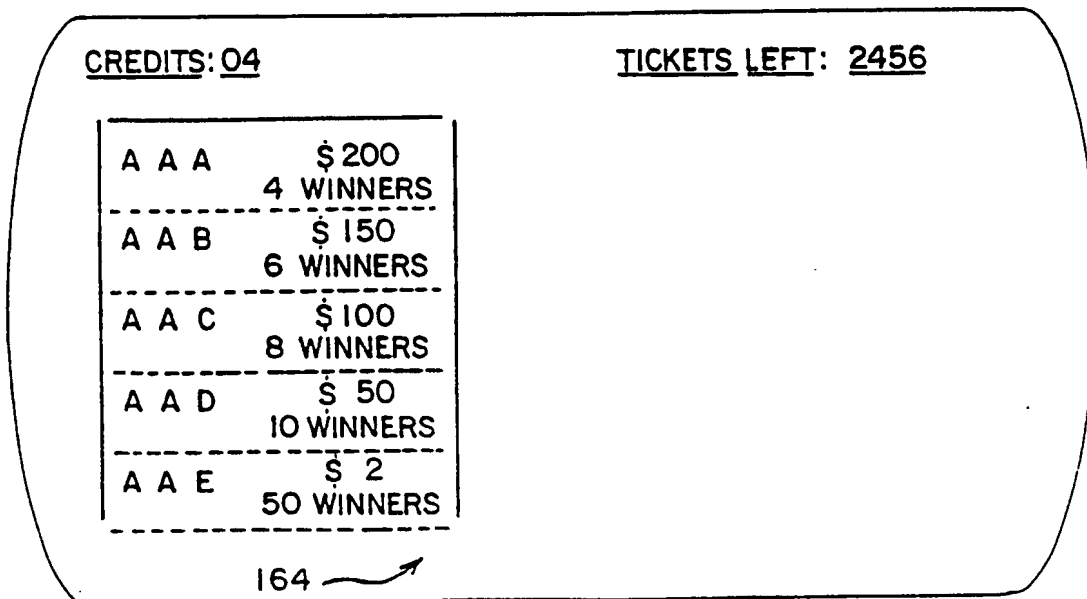 CREDITS: 04 TICKETS LEFT: 2456
A A A $ 200
4 WINNERS
A A B $ 150
6 WINNERS
A A C $ 100
8 WINNERS
A A D $ 50
10 WINNERS
A A E $ 2
50 WINNERS
164